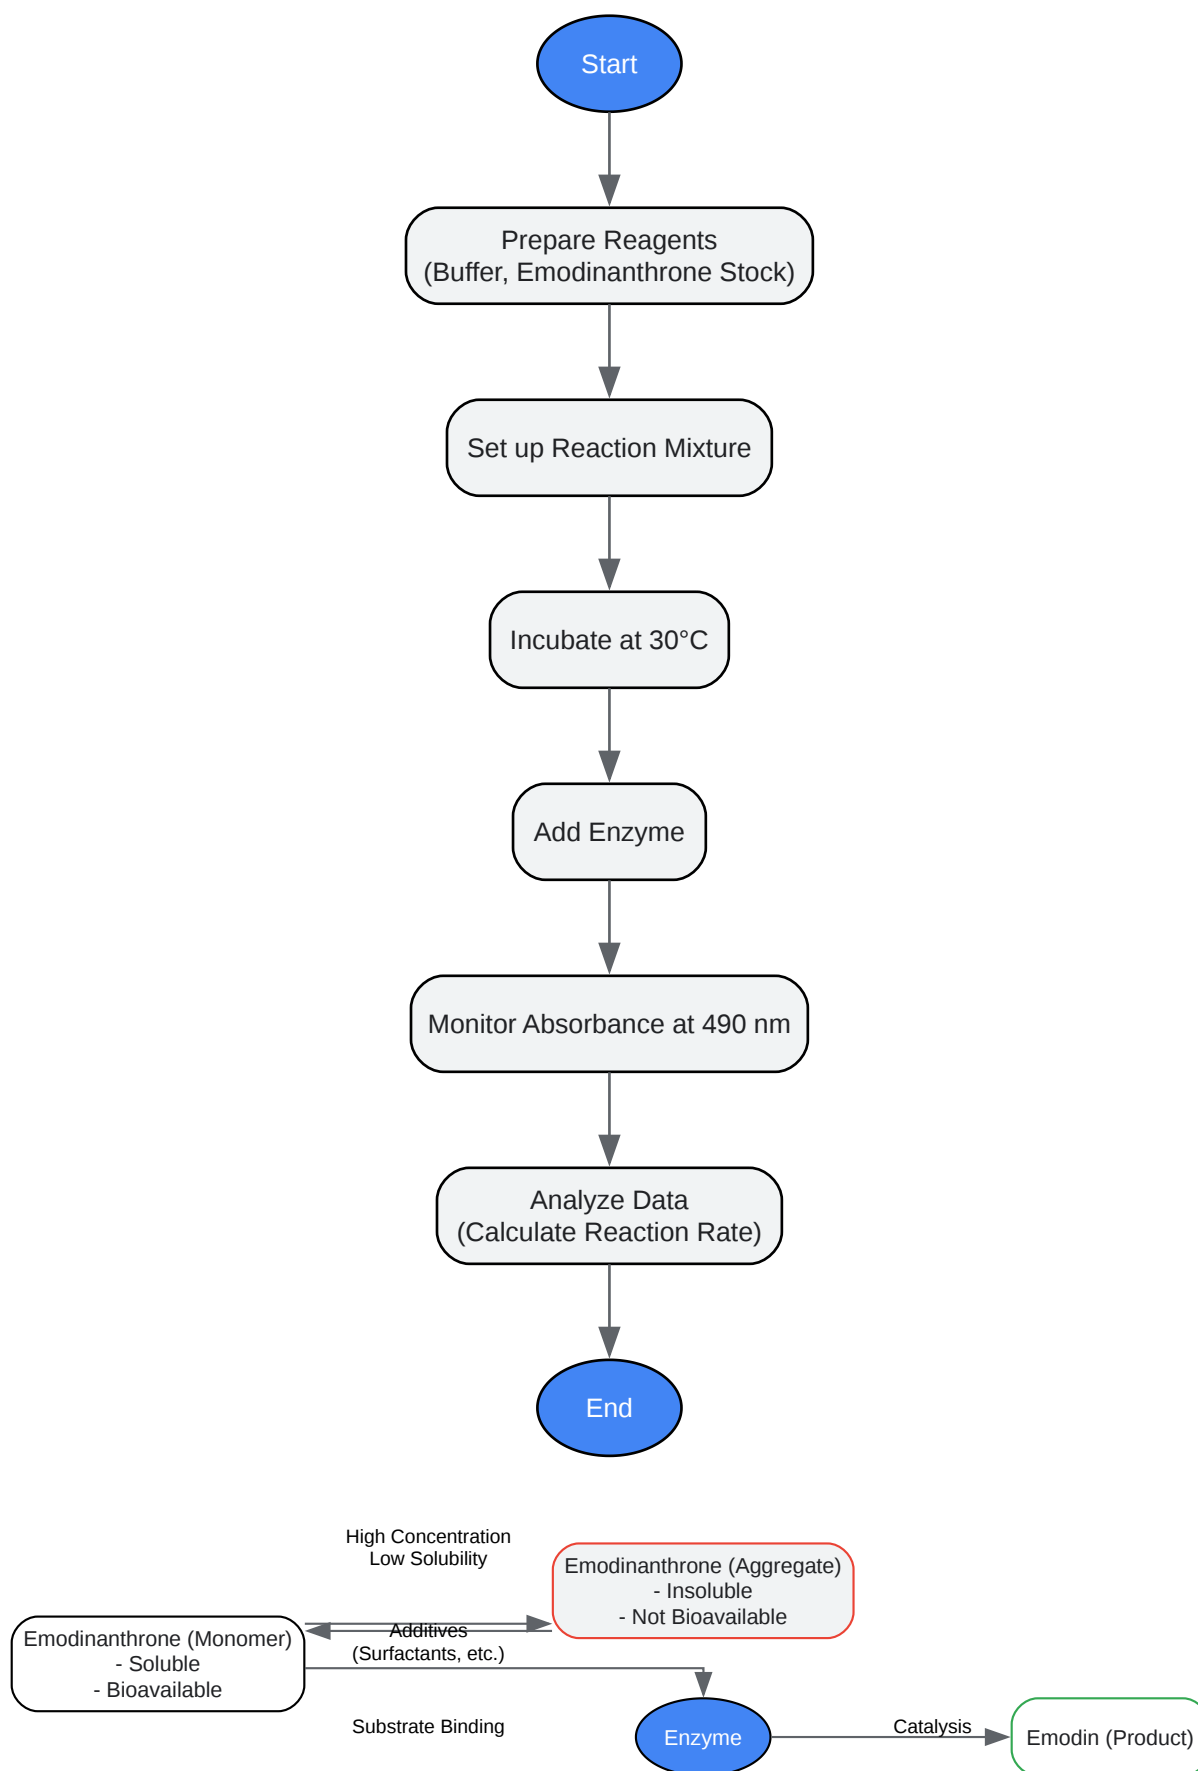 Start
Prepare Reagents
(Buffer, Emodinanthrone Stock)
Set up Reaction Mixture
Incubate at 30°C
Add Enzyme
Monitor Absorbance at 490 nm
Analyze Data
(Calculate Reaction Rate)
End
High Concentration
Low Solubility
Emodinanthrone (Aggregate)
- Insoluble
- Not Bioavailable
Additives
(Surfactants, etc.)
Emodinanthrone (Monomer)
- Soluble
- Bioavailable
Substrate Binding
Enzyme
Catalysis
Emodin (Product)